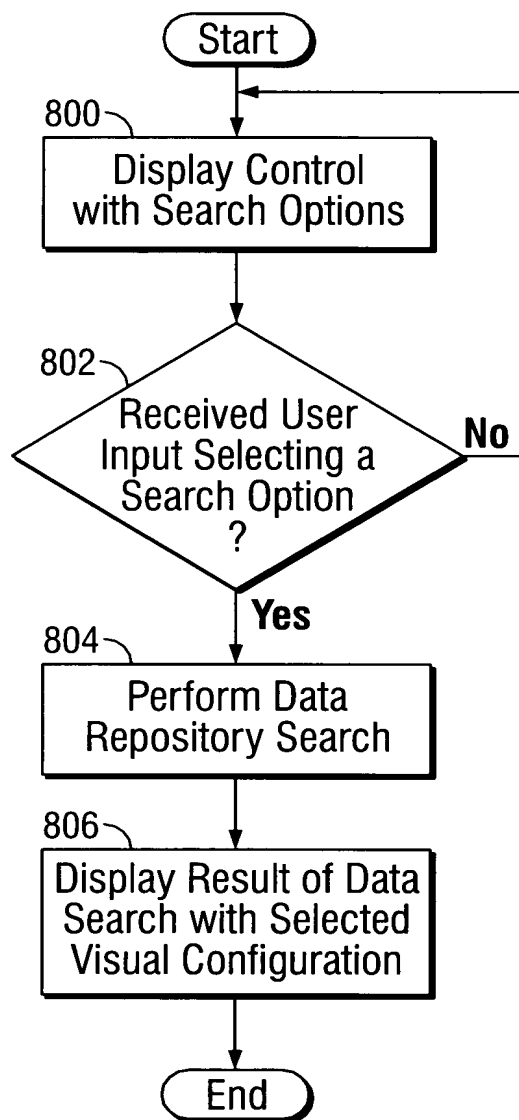 Start
800
Display Control
with Search Options
802
Received User
Input Selecting a
Search Option
?
No
Yes
804
Perform Data
Repository Search
806
Display Result of Data
Search with Selected
Visual Configuration
End